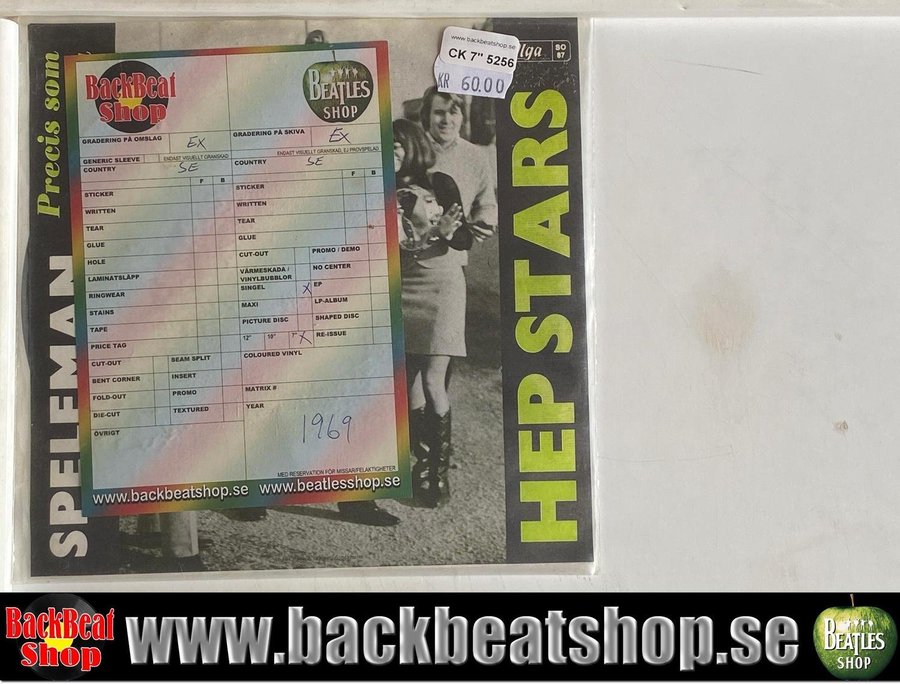 Precis som
SPELEMAN
BackBeat
Shop
BEATLES
SHOP
GRADERING PÅ OMSLAG
EX
GENERIC SLEEVE
ENDAST VISUELLT GRANSKAD
COUNTRY
SE
F B
STICKER
WRITTEN
TEAR
GLUE
HOLE
LAMINATSLÄPP
RINGWEAR
STAINS
TAPE
PRICE TAG
CUT-OUT
SEAM SPLIT
BENT CORNER
INSERT
FOLD-OUT
PROMO
DIE-CUT
TEXTURED
ÖVRIGT
GRADERING PÅ SKIVA
EX
ENDAST VISUELLT GRANSKAD, EJ PROVSPELAD
COUNTRY
SE
F B
STICKER
WRITTEN
TEAR
GLUE
CUT-OUT
PROMO / DEMO
VÄRMESKADA /
VINYLBUBBLOR
NO CENTER
SINGEL
X
EP
MAXI
LP-ALBUM
PICTURE DISC
SHAPED DISC
12" 10" 7" X
RE-ISSUE
COLOURED VINYL
MATRIX #
YEAR
1969
MED RESERVATION FÖR MISSAR/FELAKTIGHETER
www.backbeatshop.se www.beatlesshop.se
www.backbeatshop.se
CK 7" 5256
KR 60.00
SO
87
HEP STARS
BackBeat
Shop
www.backbeatshop.se
BEATLES
SHOP